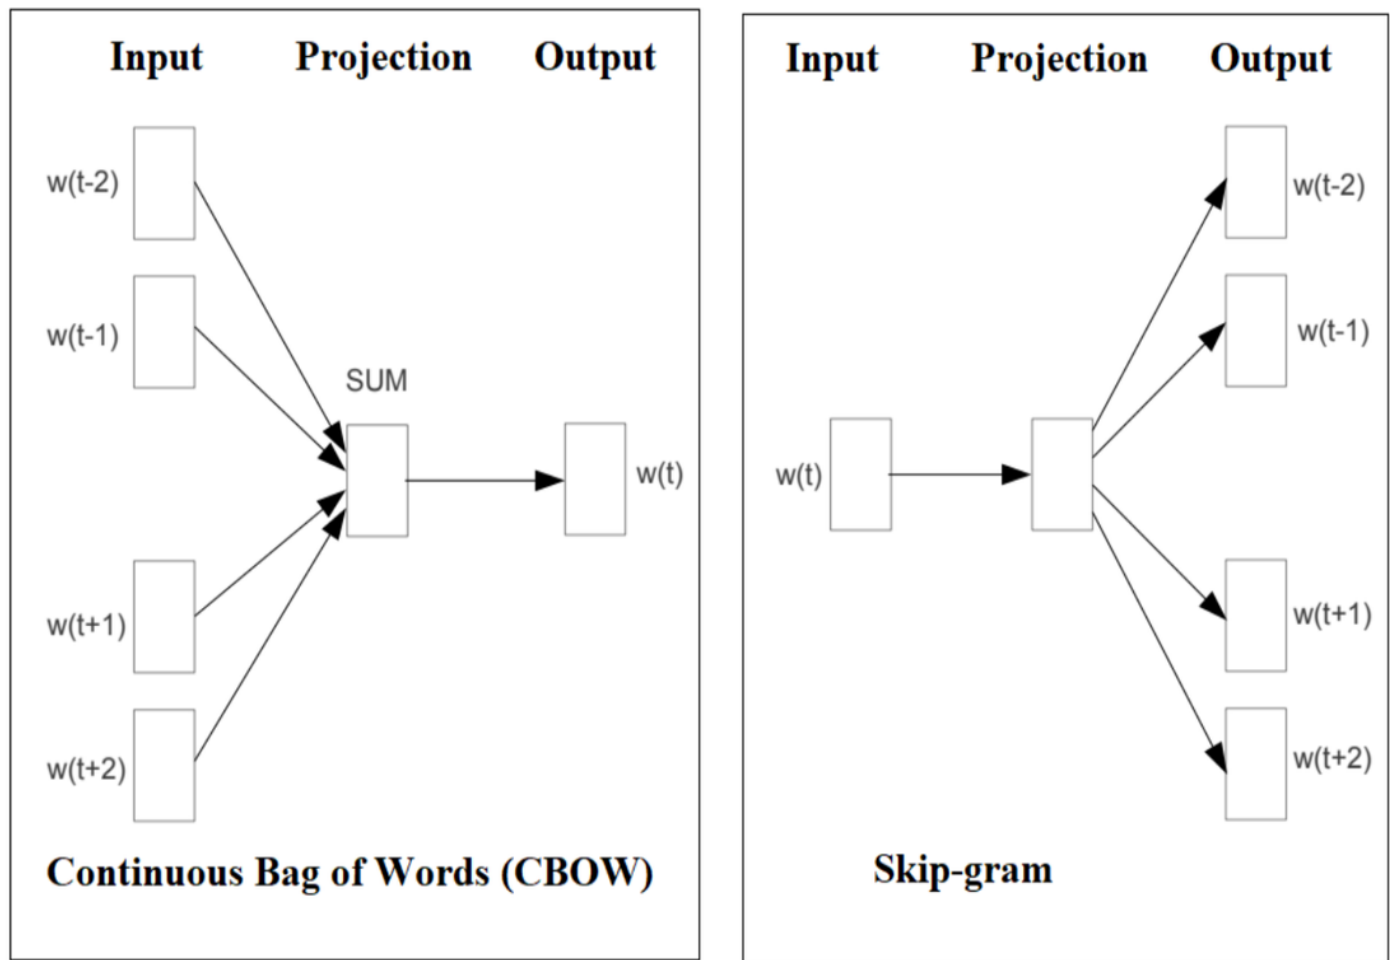 Input Projection Output
w(t-2)
w(t-1)
SUM
w(t)
w(t+1)
w(t+2)
Continuous Bag of Words (CBOW)
Input Projection Output
w(t-2)
w(t-1)
w(t)
w(t+1)
w(t+2)
Skip-gram